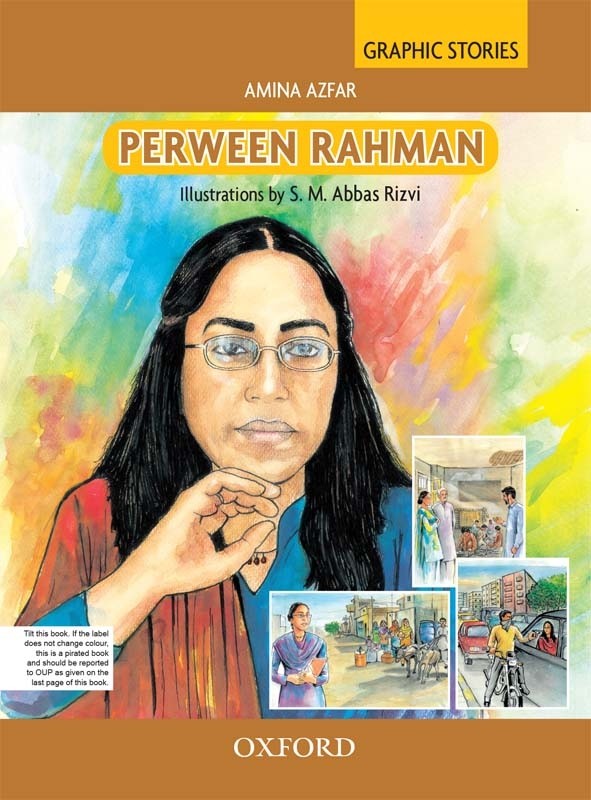 GRAPHIC STORIES
AMINA AZFAR
PERWEEN RAHMAN
Illustrations by S. M. Abbas Rizvi
Tilt this book. If the label
does not change colour,
this is a pirated book
and should be reported
to OUP as given on the
last page of this book.
OXFORD